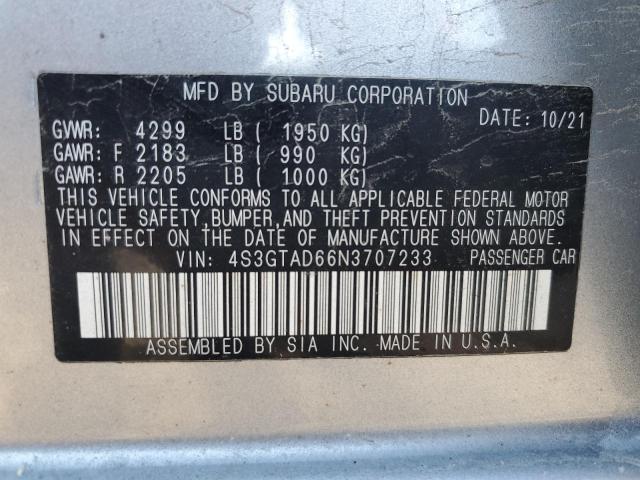 MFD BY SUBARU CORPORATION
DATE: 10/21
GVWR: 4299 LB ( 1950 KG)
GAWR: F 2183 LB ( 990 KG)
GAWR: R 2205 LB ( 1000 KG)
THIS VEHICLE CONFORMS TO ALL APPLICABLE FEDERAL MOTOR
VEHICLE SAFETY,BUMPER,AND THEFT PREVENTION STANDARDS
IN EFFECT ON THE DATE OF MANUFACTURE SHOWN ABOVE.
VIN: 4S3GTAD66N3707233 PASSENGER CAR
ASSEMBLED BY SIA INC. MADE IN U.S.A.